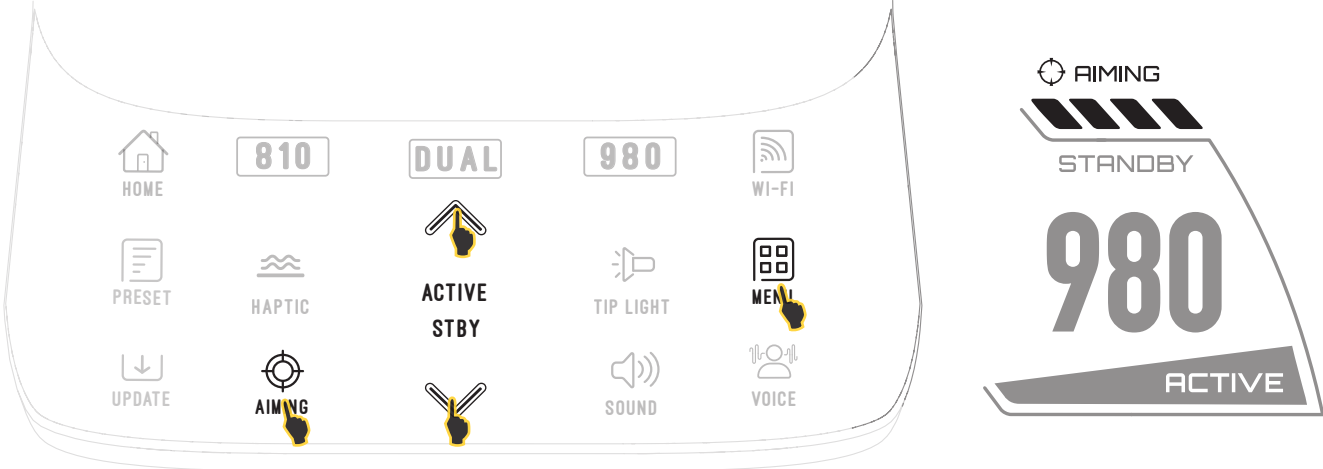 810
DUAL
980
HOME
WI-FI
PRESET
HAPTIC
ACTIVE
STBY
TIP LIGHT
MENU
UPDATE
AIMING
SOUND
VOICE
AIMING
STANDBY
980
ACTIVE